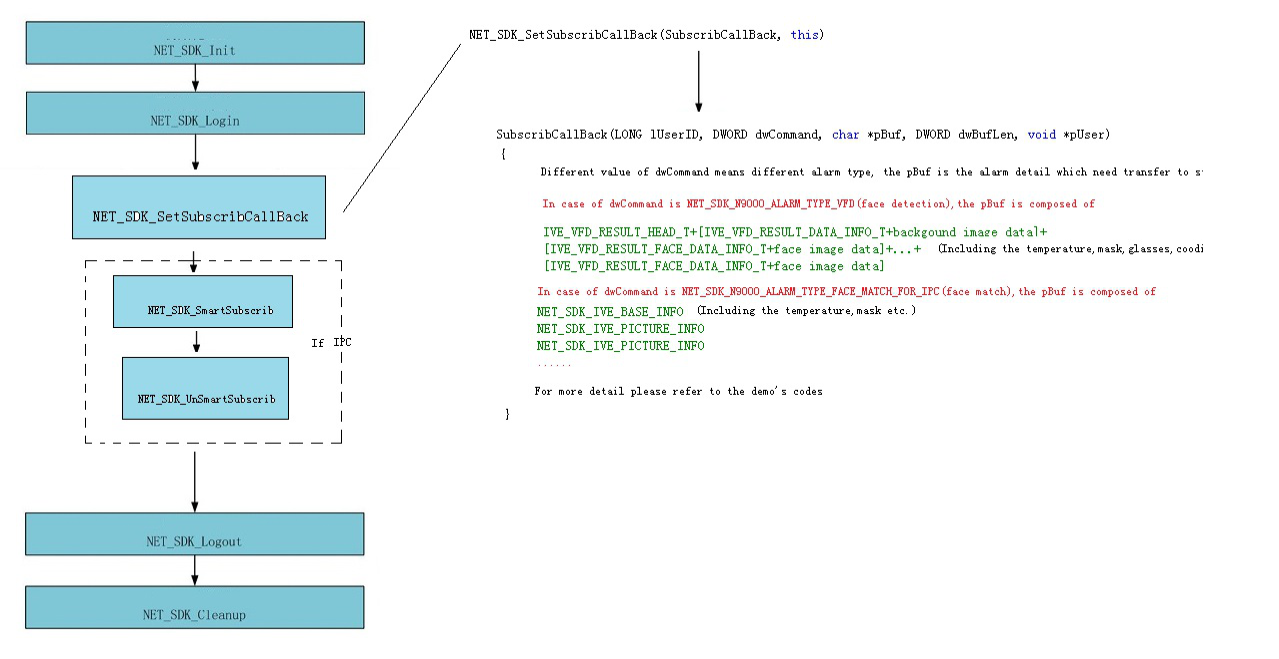 NET_SDK_Init
NET_SDK_Login
NET_SDK_SetSubscribCallBack
NET_SDK_SmartSubscrib
If IPC
NET_SDK_UnSmartSubscrib
NET_SDK_Logout
NET_SDK_Cleanup
NET_SDK_SetSubscribCallBack(SubscribCallBack, this)
SubscribCallBack(LONG lUserID, DWORD dwCommand, char *pBuf, DWORD dwBufLen, void *pUser)
{
Different value of dwCommand means different alarm type, the pBuf is the alarm detail which need transfer to
In case of dwCommand is NET_SDK_N9000_ALARM_TYPE_VFD(face detection),the pBuf is composed of
IVE_VFD_RESULT_HEAD_T+[IVE_VFD_RESULT_DATA_INFO_T+backgound image data]+
[IVE_VFD_RESULT_FACE_DATA_INFO_T+face image data]+...+ (Including the temperature,mask,glasses,coodi
[IVE_VFD_RESULT_FACE_DATA_INFO_T+face image data]
In case of dwCommand is NET_SDK_N9000_ALARM_TYPE_FACE_MATCH_FOR_IPC(face match),the pBuf is composed of
NET_SDK_IVE_BASE_INFO (Including the temperature,mask etc.)
NET_SDK_IVE_PICTURE_INFO
NET_SDK_IVE_PICTURE_INFO
......
For more detail please refer to the demo's codes
}